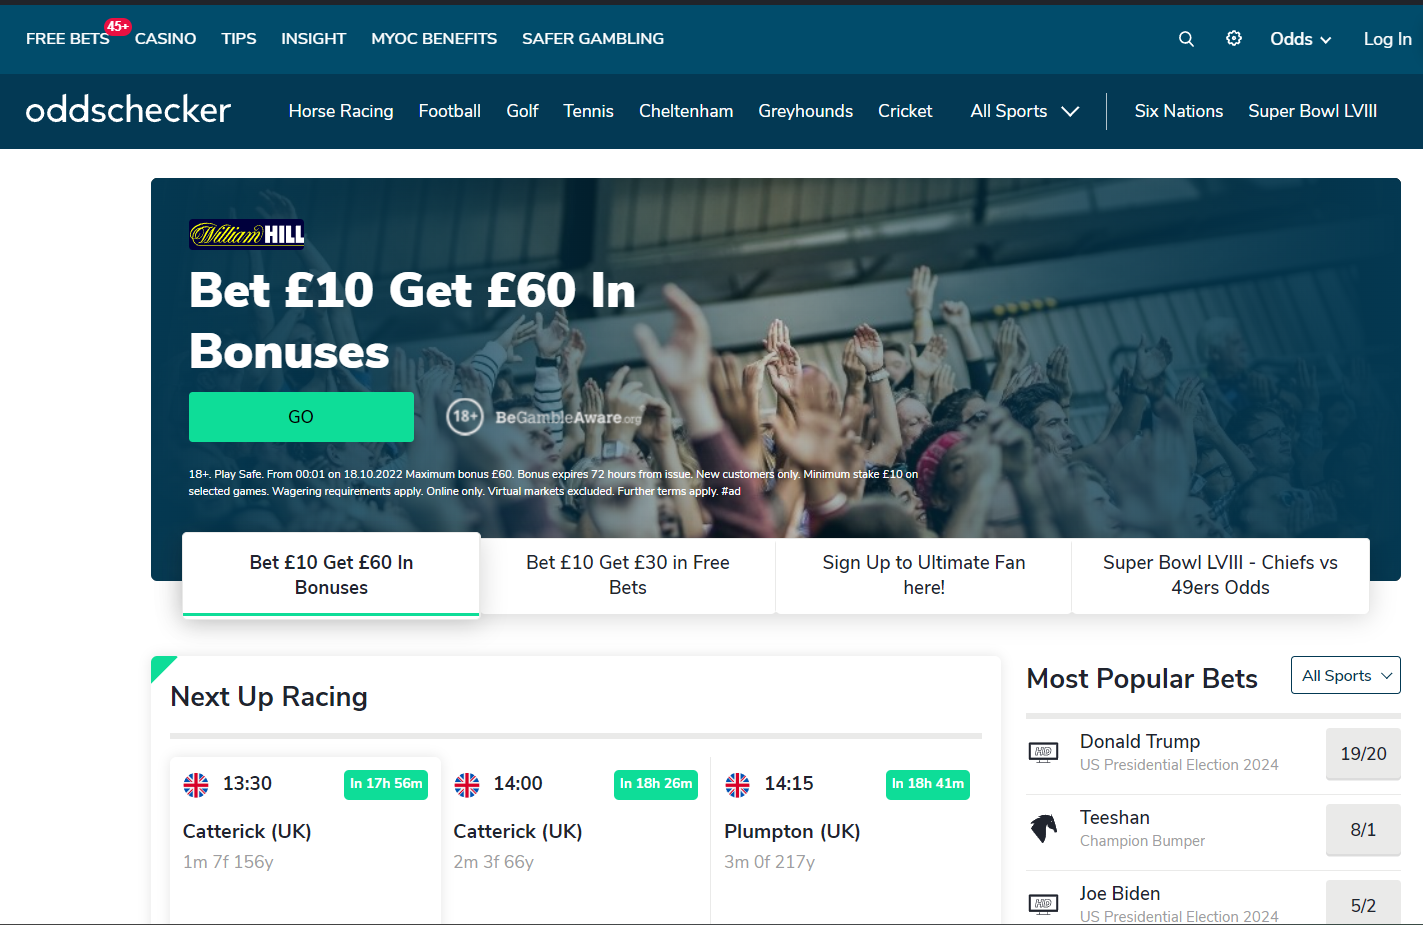 FREE BETS 45+ CASINO TIPS INSIGHT MYOC BENEFITS SAFER GAMBLING Odds Log In
oddschecker Horse Racing Football Golf Tennis Cheltenham Greyhounds Cricket All Sports Six Nations Super Bowl LVIII
William HILL
Bet £10 Get £60 In
Bonuses
GO 18+ BeGambleAware.org
18+. Play Safe. From 00:01 on 18.10.2022 Maximum bonus £60. Bonus expires 72 hours from issue. New customers only. Minimum stake £10 on
selected games. Wagering requirements apply. Online only. Virtual markets excluded. Further terms apply. #ad
Bet £10 Get £60 In
Bonuses
Bet £10 Get £30 in Free
Bets
Sign Up to Ultimate Fan
here!
Super Bowl LVIII - Chiefs vs
49ers Odds
Next Up Racing
13:30 In 17h 56m
Catterick (UK)
1m 7f 156y
14:00 In 18h 26m
Catterick (UK)
2m 3f 66y
14:15 In 18h 41m
Plumpton (UK)
3m 0f 217y
Most Popular Bets All Sports
HD Donald Trump 19/20
US Presidential Election 2024
Teeshan 8/1
Champion Bumper
HD Joe Biden 5/2
US Presidential Election 2024